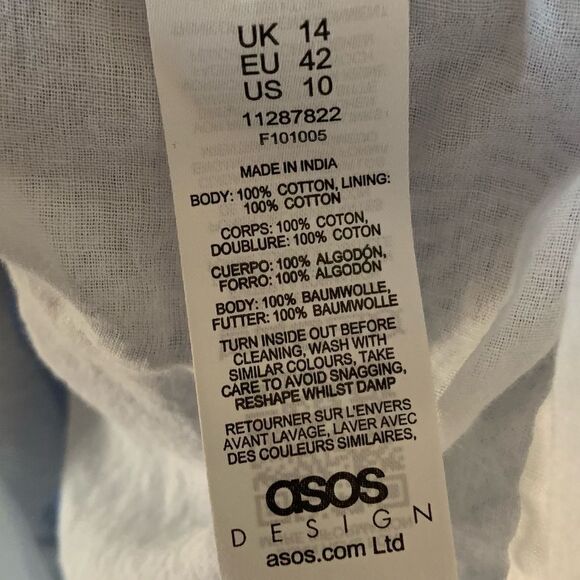 UK 14
EU 42
US 10
11287822
F101005
MADE IN INDIA
BODY: 100% COTTON, LINING:
100% COTTON
CORPS: 100% COTON,
DOUBLURE: 100% COTON
CUERPO: 100% ALGODÓN,
FORRO: 100% ALGODÓN
BODY: 100% BAUMWOLLE,
FUTTER: 100% BAUMWOLLE
TURN INSIDE OUT BEFORE
CLEANING, WASH WITH
SIMILAR COLOURS, TAKE
CARE TO AVOID SNAGGING,
RESHAPE WHILST DAMP
RETOURNER SUR L'ENVERS
AVANT LAVAGE, LAVER AVEC
DES COULEURS SIMILAIRES,
asos
DESIGN
asos.com Ltd